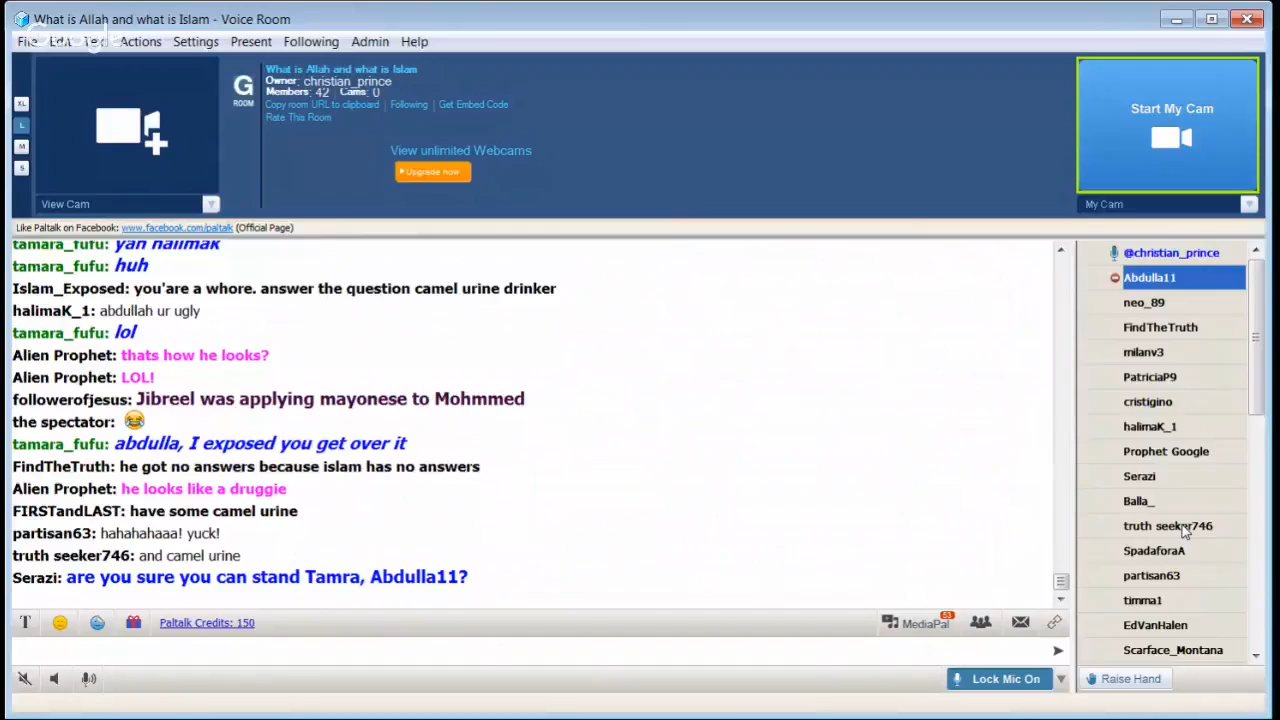 What is Allah and what is Islam - Voice Room
File Edit Text Actions Settings Present Following Admin Help
Google
What is Allah and what is Islam
G ROOM
Owner: christian_prince
Members: 42 Cams: 0
Copy room URL to clipboard | Following | Get Embed Code
Rate This Room
View unlimited Webcams
Upgrade now
Start My Cam
XL
L
M
S
View Cam
My Cam
Like Paltalk on Facebook: www.facebook.com/paltalk (Official Page)
tamara_fufu: yah halimak
tamara_fufu: huh
Islam_Exposed: you'are a whore. answer the question camel urine drinker
halimaK_1: abdullah ur ugly
tamara_fufu: lol
Alien Prophet: thats how he looks?
Alien Prophet: LOL!
followerofjesus: Jibreel was applying mayonese to Mohmmed
the spectator:
tamara_fufu: abdulla, I exposed you get over it
FindTheTruth: he got no answers because islam has no answers
Alien Prophet: he looks like a druggie
FIRSTandLAST: have some camel urine
partisan63: hahahahaaa! yuck!
truth seeker746: and camel urine
Serazi: are you sure you can stand Tamra, Abdulla11?
@christian_prince
Abdulla11
neo_89
FindTheTruth
milanv3
PatriciaP9
cristigino
halimaK_1
Prophet Google
Serazi
Balla_
truth seeker746
SpadaforaA
partisan63
timma1
EdVanHalen
Scarface_Montana
T
Paltalk Credits: 150
MediaPal
53
Lock Mic On
Raise Hand